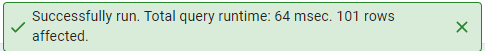 Successfully run. Total query runtime: 64 msec. 101 rows
affected.